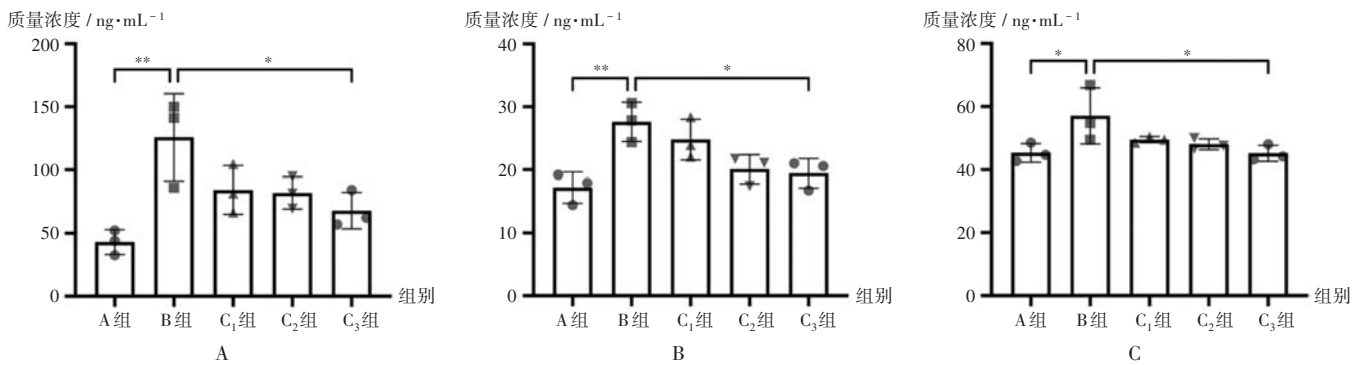 质量浓度 / ng·mL⁻¹
200
150
100
50
0
**
*
A组
B组
C₁组
C₂组
C₃组
组别
A
质量浓度 / ng·mL⁻¹
40
30
20
10
0
**
*
A组
B组
C₁组
C₂组
C₃组
组别
B
质量浓度 / ng·mL⁻¹
80
60
40
20
0
*
*
A组
B组
C₁组
C₂组
C₃组
组别
C